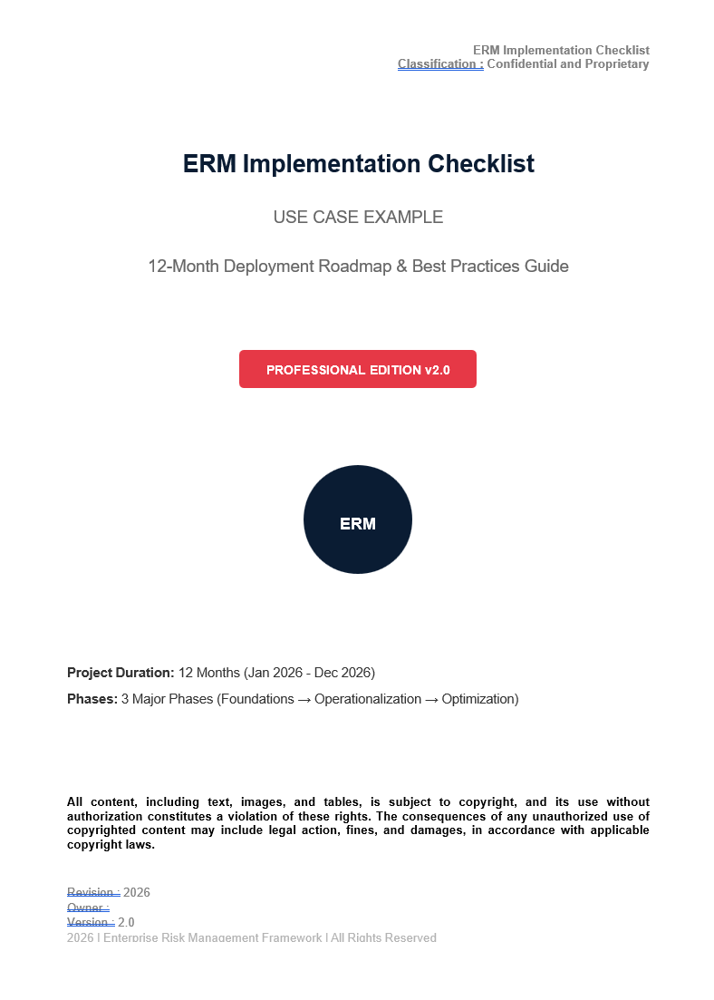 ERM Implementation Checklist
Classification : Confidential and Proprietary
ERM Implementation Checklist
USE CASE EXAMPLE
12-Month Deployment Roadmap & Best Practices Guide
PROFESSIONAL EDITION v2.0
ERM
Project Duration: 12 Months (Jan 2026 - Dec 2026)
Phases: 3 Major Phases (Foundations → Operationalization → Optimization)
All content, including text, images, and tables, is subject to copyright, and its use without
authorization constitutes a violation of these rights. The consequences of any unauthorized use of
copyrighted content may include legal action, fines, and damages, in accordance with applicable
copyright laws.
Revision : 2026
Owner :
Version : 2.0
2026 | Enterprise Risk Management Framework | All Rights Reserved